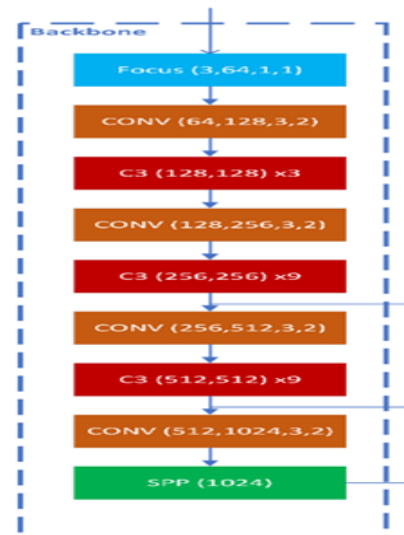 Backbone
Focus (3,64,1,1)
CONV (64,128,3,2)
C3 (128,128) x3
CONV (128,256,3,2)
C3 (256,256) x9
CONV (256,512,3,2)
C3 (512,512) x9
CONV (512,1024,3,2)
SPP (1024)